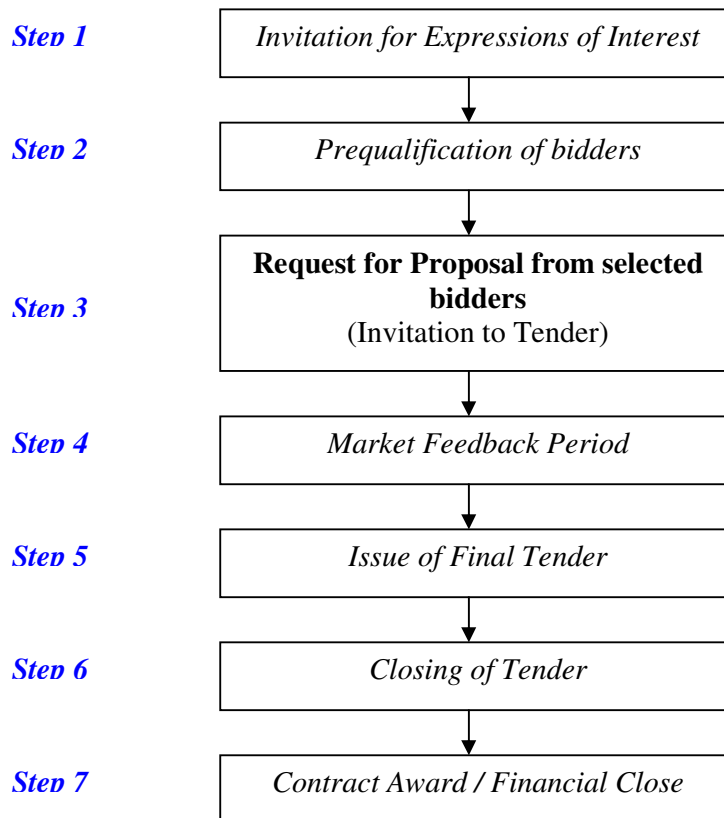 Step 1
Invitation for Expressions of Interest
Step 2
Prequalification of bidders
Step 3
Request for Proposal from selected
bidders
(Invitation to Tender)
Step 4
Market Feedback Period
Step 5
Issue of Final Tender
Step 6
Closing of Tender
Step 7
Contract Award / Financial Close